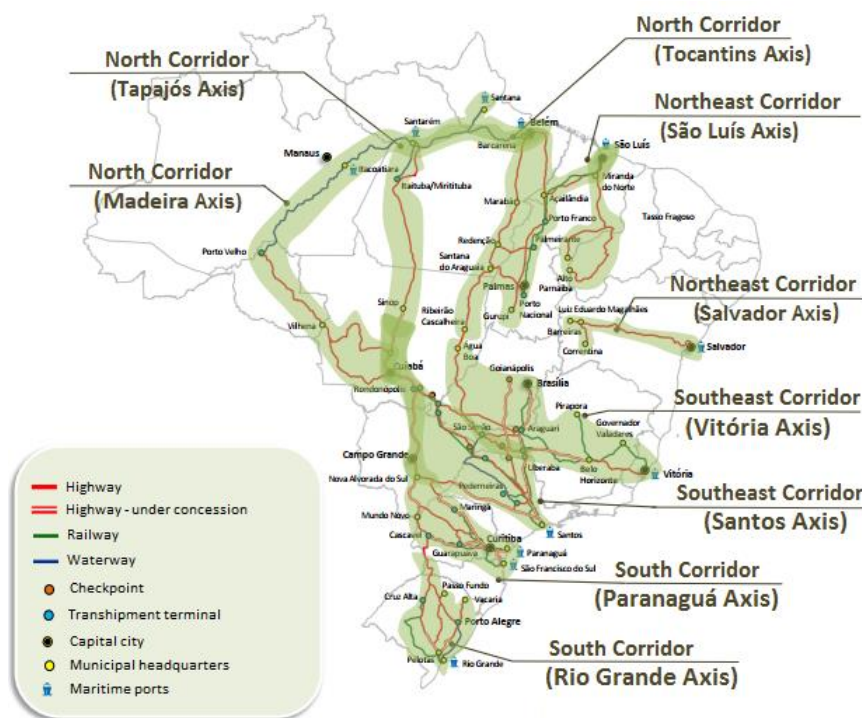 North Corridor
(Tapajós Axis)
North Corridor
(Tocantins Axis)
Northeast Corridor
(São Luís Axis)
North Corridor
(Madeira Axis)
Northeast Corridor
(Salvador Axis)
Southeast Corridor
(Vitória Axis)
Southeast Corridor
(Santos Axis)
South Corridor
(Paranaguá Axis)
South Corridor
(Rio Grande Axis)
Santana
Santarém
Belém
Barcarena
São Luís
Manaus
Itacoatiara
Itaituba/Miritituba
Miranda
do Norte
Marabá
Açailândia
Porto Franco
Tasso Fragoso
Redenção
Palmeirante
Santana
do Araguaia
Alto
Parnaíba
Porto Velho
Palmas
Porto
Nacional
Luiz Eduardo Magalhães
Sinop
Ribeirão
Cascalheira
Gurupi
Barreiras
Vilhena
Correntina
Salvador
Agua
Boa
Cuiabá
Goianápolis
Brasília
Rondonópolis
Pirapora
Governador
Valadares
São Simão
Araguari
Campo Grande
Uberaba
Belo
Horizonte
Vitória
Nova Alvorada do Sul
Pederneiras
Mundo Novo
Maringá
Santos
Cascavel
Curitiba
Guarapuava
Paranaguá
São Francisco do Sul
Passo Fundo
Cruz Alta
Vacaria
Porto Alegre
Pelotas
Rio Grande
Highway
Highway - under concession
Railway
Waterway
Checkpoint
Transhipment terminal
Capital city
Municipal headquarters
Maritime ports